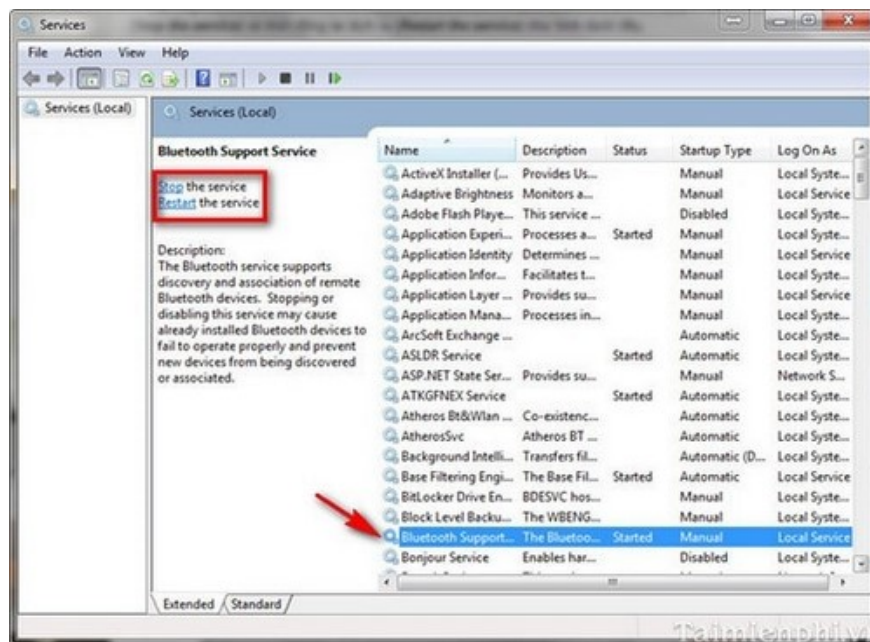 Services
File Action View Help
Services (Local)
Services (Local)
Bluetooth Support Service
Stop the service
Restart the service
Description:
The Bluetooth service supports
discovery and association of remote
Bluetooth devices. Stopping or
disabling this service may cause
already installed Bluetooth devices to
fail to operate properly and prevent
new devices from being discovered
or associated.
Name Description Status Startup Type Log On As
ActiveX Installer (... Provides Us... Manual Local Syste...
Adaptive Brightness Monitors a... Manual Local Service
Adobe Flash Playe... This service ... Disabled Local Syste...
Application Experi... Processes a... Started Manual Local Syste...
Application Identity Determines ... Manual Local Service
Application Infor... Facilitates t... Manual Local Syste...
Application Layer ... Provides su... Manual Local Service
Application Mana... Processes in... Manual Local Syste...
ArcSoft Exchange ... Automatic Local Syste...
ASLDR Service Started Automatic Local Syste...
ASP.NET State Ser... Provides su... Manual Network S...
ATKGFNEX Service Started Automatic Local Syste...
Atheros Bt&Wlan ... Co-existenc... Automatic Local Syste...
AtherosSvc Atheros BT ... Automatic Local Syste...
Background Intelli... Transfers fil... Automatic (D... Local Syste...
Base Filtering Engi... The Base Fil... Started Automatic Local Service
BitLocker Drive En... BDESVC hos... Manual Local Syste...
Block Level Backu... The WBENG... Manual Local Syste...
Bluetooth Support... The Bluetoo... Started Manual Local Service
Bonjour Service Enables har... Disabled Local Syste...
Extended Standard
Taimienphi.v